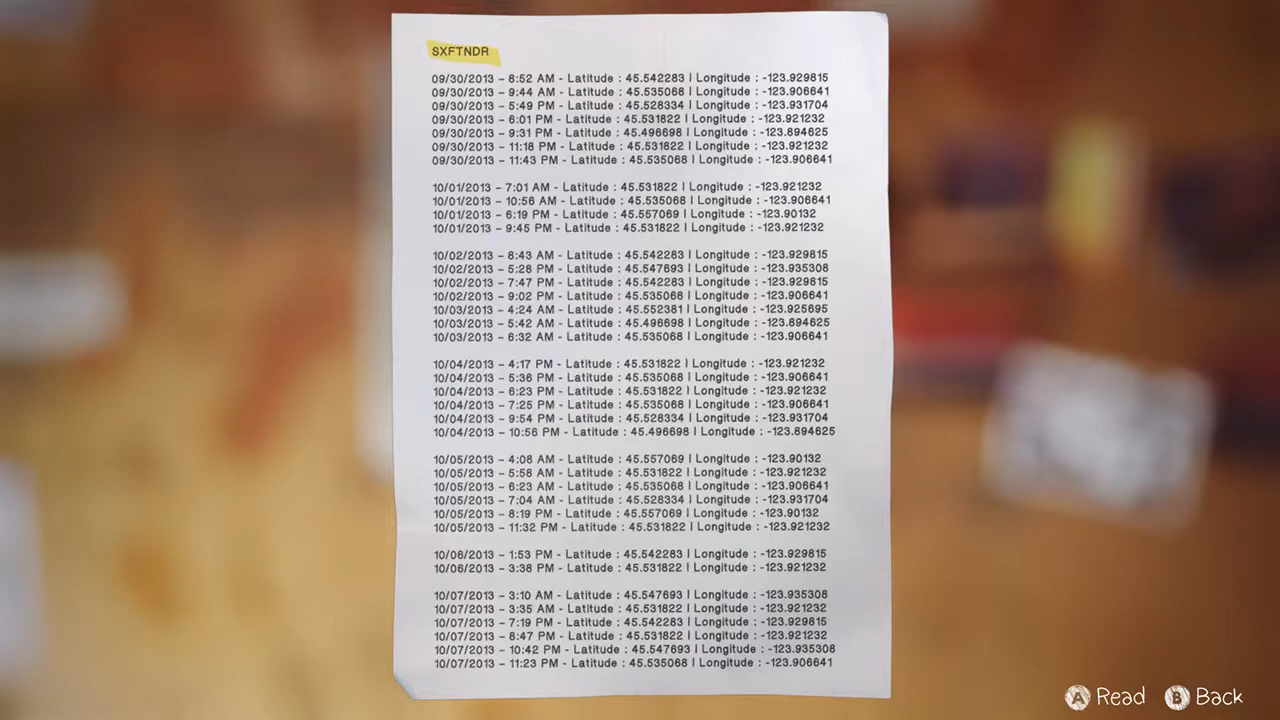 SXFTNDR
09/30/2013 – 8:52 AM - Latitude : 45.542283 | Longitude : -123.929815
09/30/2013 – 9:44 AM - Latitude : 45.535068 | Longitude : -123.906641
09/30/2013 – 5:49 PM - Latitude : 45.528334 | Longitude : -123.931704
09/30/2013 – 6:01 PM - Latitude : 45.531822 | Longitude : -123.921232
09/30/2013 – 9:31 PM - Latitude : 45.496698 | Longitude : -123.894625
09/30/2013 – 11:18 PM - Latitude : 45.531822 | Longitude : -123.921232
09/30/2013 – 11:43 PM - Latitude : 45.535068 | Longitude : -123.906641
10/01/2013 – 7:01 AM - Latitude : 45.531822 | Longitude : -123.921232
10/01/2013 – 10:56 AM - Latitude : 45.535068 | Longitude : -123.906641
10/01/2013 – 6:19 PM - Latitude : 45.557069 | Longitude : -123.90132
10/01/2013 – 9:45 PM - Latitude : 45.531822 | Longitude : -123.921232
10/02/2013 – 8:43 AM - Latitude : 45.542283 | Longitude : -123.929815
10/02/2013 – 5:28 PM - Latitude : 45.547693 | Longitude : -123.935308
10/02/2013 – 7:47 PM - Latitude : 45.542283 | Longitude : -123.929815
10/02/2013 – 9:02 PM - Latitude : 45.535068 | Longitude : -123.906641
10/03/2013 – 4:24 AM - Latitude : 45.552381 | Longitude : -123.925695
10/03/2013 – 5:42 AM - Latitude : 45.496698 | Longitude : -123.894625
10/03/2013 – 6:32 AM - Latitude : 45.535068 | Longitude : -123.906641
10/04/2013 – 4:17 PM - Latitude : 45.531822 | Longitude : -123.921232
10/04/2013 – 5:36 PM - Latitude : 45.535068 | Longitude : -123.906641
10/04/2013 – 6:23 PM - Latitude : 45.531822 | Longitude : -123.921232
10/04/2013 – 7:25 PM - Latitude : 45.535068 | Longitude : -123.906641
10/04/2013 – 9:54 PM - Latitude : 45.528334 | Longitude : -123.931704
10/04/2013 – 10:56 PM - Latitude : 45.496698 | Longitude : -123.894625
10/05/2013 – 4:08 AM - Latitude : 45.557069 | Longitude : -123.90132
10/05/2013 – 5:58 AM - Latitude : 45.531822 | Longitude : -123.921232
10/05/2013 – 6:23 AM - Latitude : 45.535068 | Longitude : -123.906641
10/05/2013 – 7:04 AM - Latitude : 45.528334 | Longitude : -123.931704
10/05/2013 – 8:19 PM - Latitude : 45.557069 | Longitude : -123.90132
10/05/2013 – 11:32 PM - Latitude : 45.531822 | Longitude : -123.921232
10/06/2013 – 1:53 PM - Latitude : 45.542283 | Longitude : -123.929815
10/06/2013 – 3:38 PM - Latitude : 45.531822 | Longitude : -123.921232
10/07/2013 – 3:10 AM - Latitude : 45.547693 | Longitude : -123.935308
10/07/2013 – 3:35 AM - Latitude : 45.531822 | Longitude : -123.921232
10/07/2013 – 7:19 PM - Latitude : 45.542283 | Longitude : -123.929815
10/07/2013 – 8:47 PM - Latitude : 45.531822 | Longitude : -123.921232
10/07/2013 – 10:42 PM - Latitude : 45.547693 | Longitude : -123.935308
10/07/2013 – 11:23 PM - Latitude : 45.535068 | Longitude : -123.906641
A Read B Back